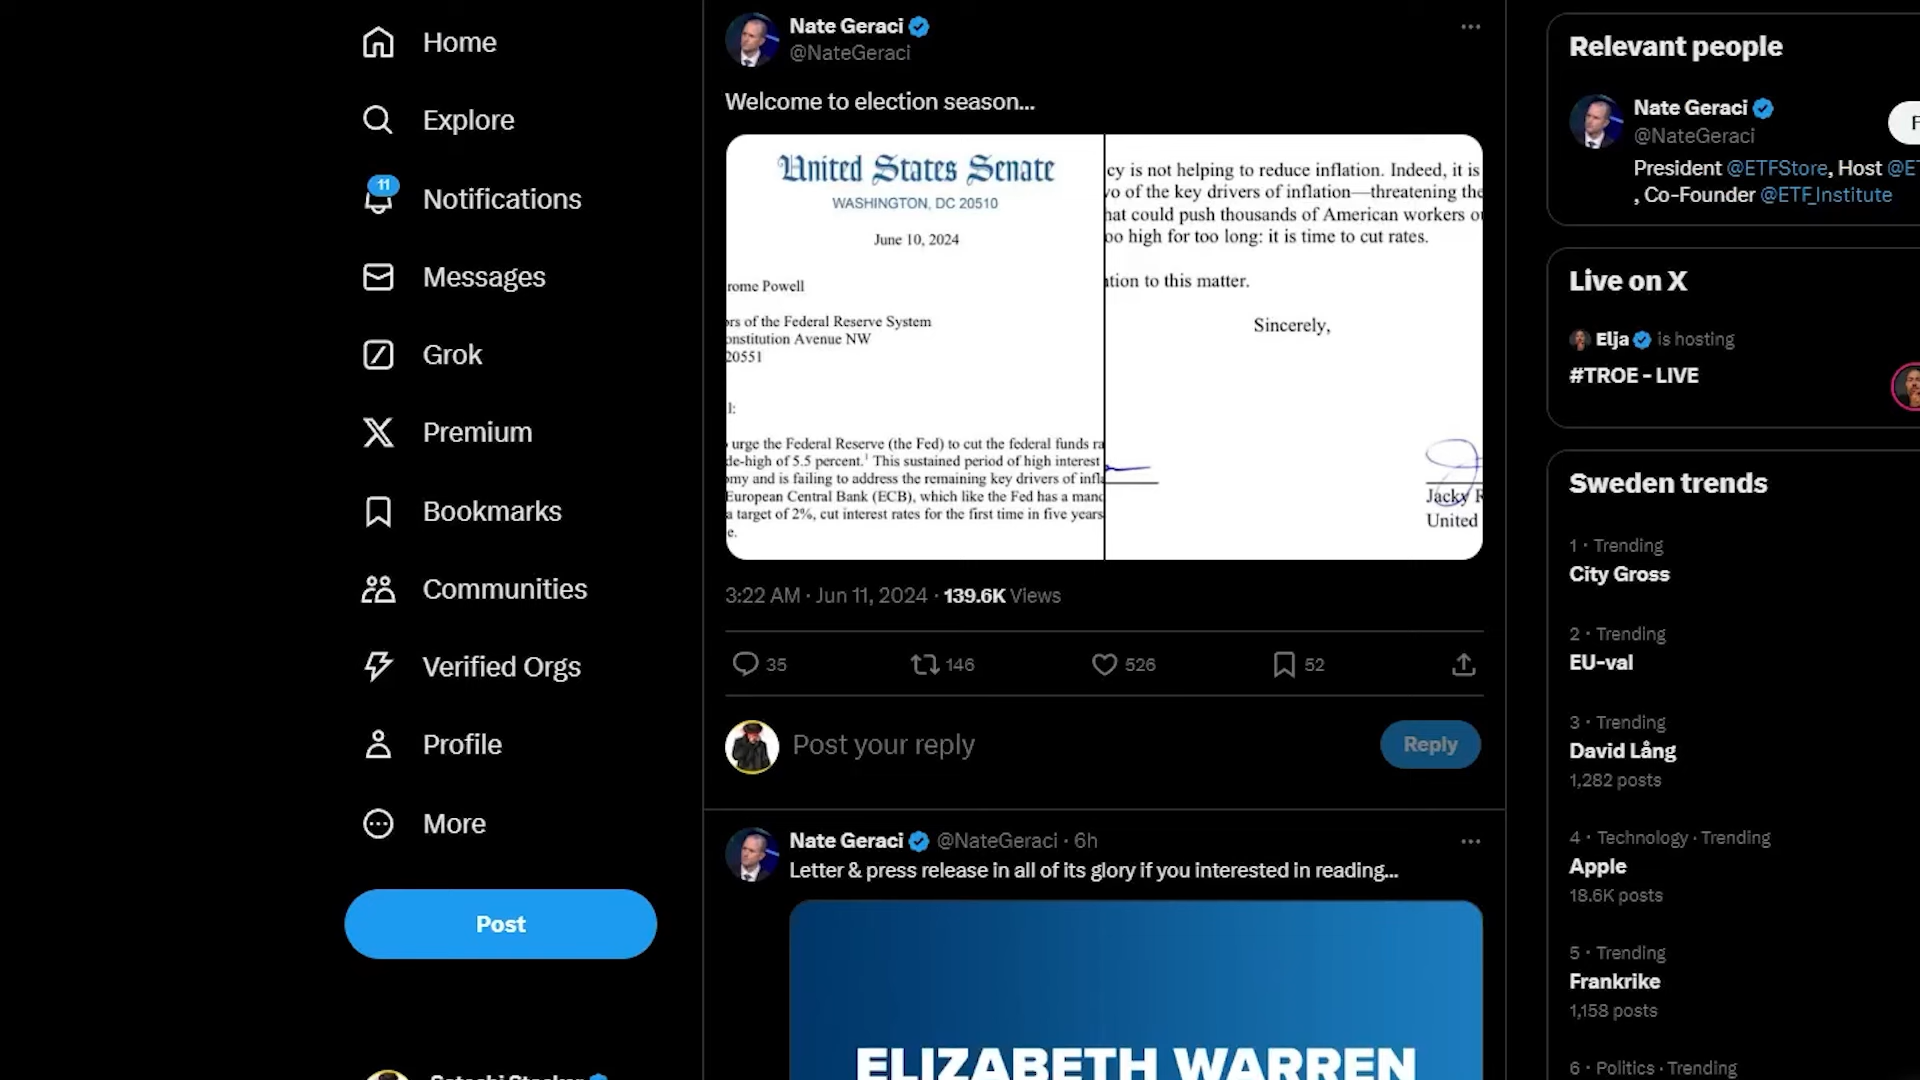 Home
Explore
11
Notifications
Messages
Grok
Premium
Bookmarks
Communities
Verified Orgs
Profile
More
Post
Nate Geraci
@NateGeraci
Welcome to election season...
United States Senate
WASHINGTON, DC 20510
June 10, 2024
rome Powell
ors of the Federal Reserve System
onstitution Avenue NW
20551
l:
urge the Federal Reserve (the Fed) to cut the federal funds ra
de-high of 5.5 percent.1 This sustained period of high interest
omy and is failing to address the remaining key drivers of infla
European Central Bank (ECB), which like the Fed has a mand
a target of 2%, cut interest rates for the first time in five years
e.
cy is not helping to reduce inflation. Indeed, it is
vo of the key drivers of inflation—threatening the
hat could push thousands of American workers ou
oo high for too long: it is time to cut rates.
tion to this matter.
Sincerely,
Jacky R
United
3:22 AM · Jun 11, 2024 · 139.6K Views
35 146 526 52
Post your reply
Reply
Nate Geraci @NateGeraci · 6h
Letter & press release in all of its glory if you interested in reading...
ELIZABETH WARREN
Relevant people
Nate Geraci
@NateGeraci
F
President @ETFStore, Host @ET
, Co-Founder @ETF_Institute
Live on X
Elja is hosting
#TROE - LIVE
Sweden trends
1 · Trending
City Gross
2 · Trending
EU-val
3 · Trending
David Lång
1,282 posts
4 · Technology · Trending
Apple
18.6K posts
5 · Trending
Frankrike
1,158 posts
6 · Politics · Trending